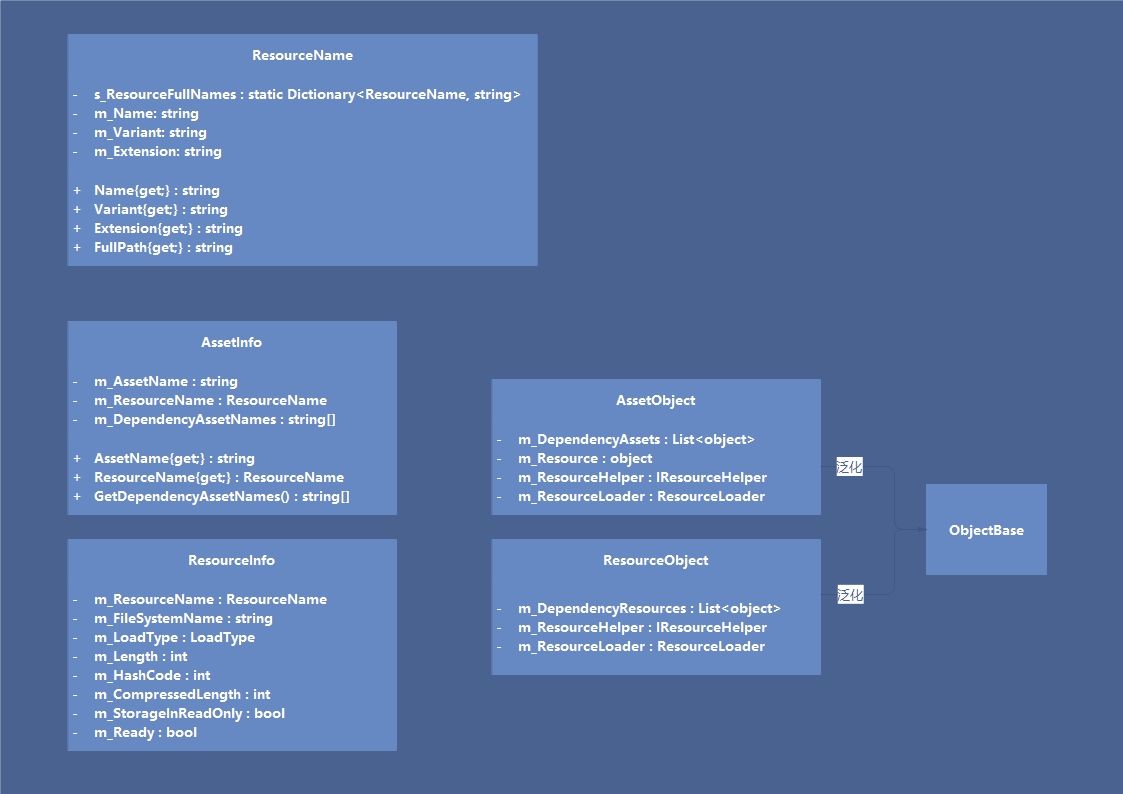 ResourceName
- s_ResourceFullNames : static Dictionary<ResourceName, string>
- m_Name: string
- m_Variant: string
- m_Extension: string
+ Name{get;} : string
+ Variant{get;} : string
+ Extension{get;} : string
+ FullPath{get;} : string
AssetInfo
- m_AssetName : string
- m_ResourceName : ResourceName
- m_DependencyAssetNames : string[]
+ AssetName{get;} : string
+ ResourceName{get;} : ResourceName
+ GetDependencyAssetNames() : string[]
ResourceInfo
- m_ResourceName : ResourceName
- m_FileSystemName : string
- m_LoadType : LoadType
- m_Length : int
- m_HashCode : int
- m_CompressedLength : int
- m_StorageInReadOnly : bool
- m_Ready : bool
AssetObject
- m_DependencyAssets : List<object>
- m_Resource : object
- m_ResourceHelper : IResourceHelper
- m_ResourceLoader : ResourceLoader
ResourceObject
- m_DependencyResources : List<object>
- m_ResourceHelper : IResourceHelper
- m_ResourceLoader : ResourceLoader
泛化
泛化
ObjectBase